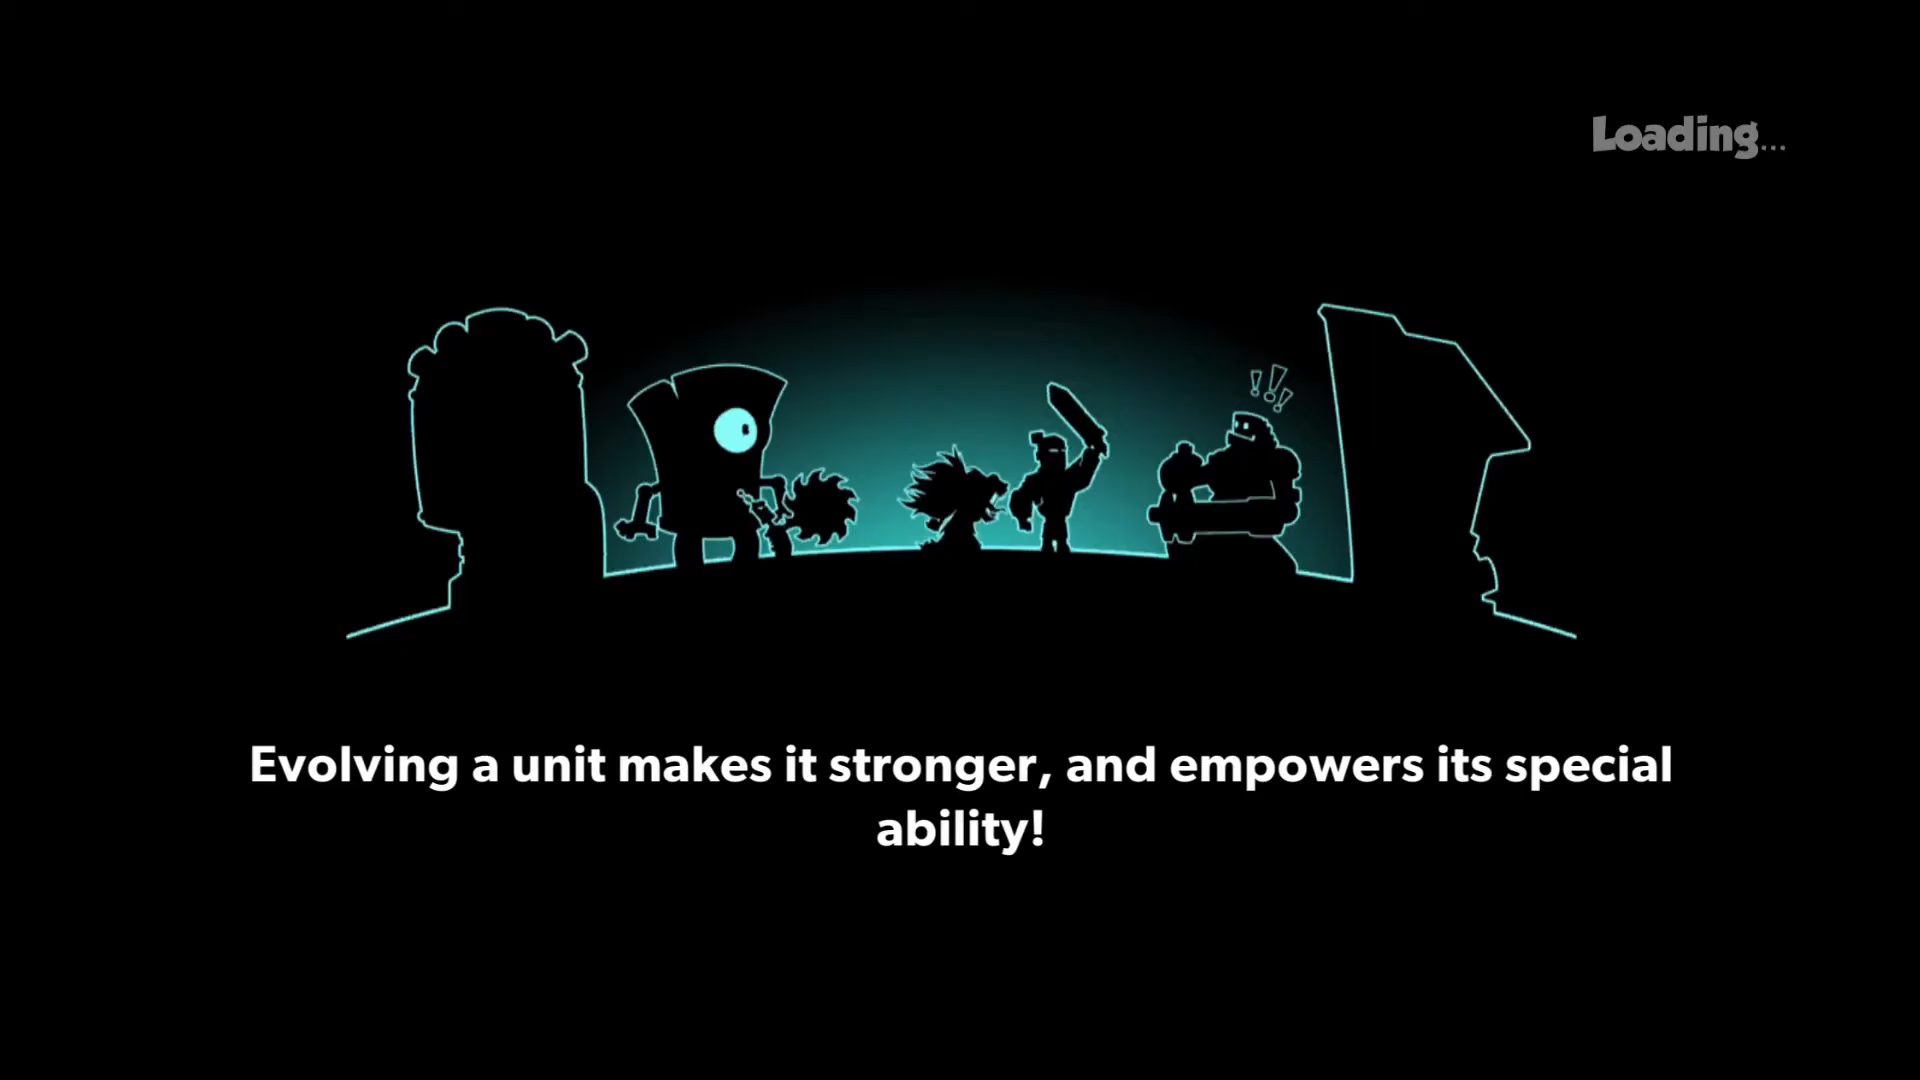 Loading...
!!!
Evolving a unit makes it stronger, and empowers its special
ability!